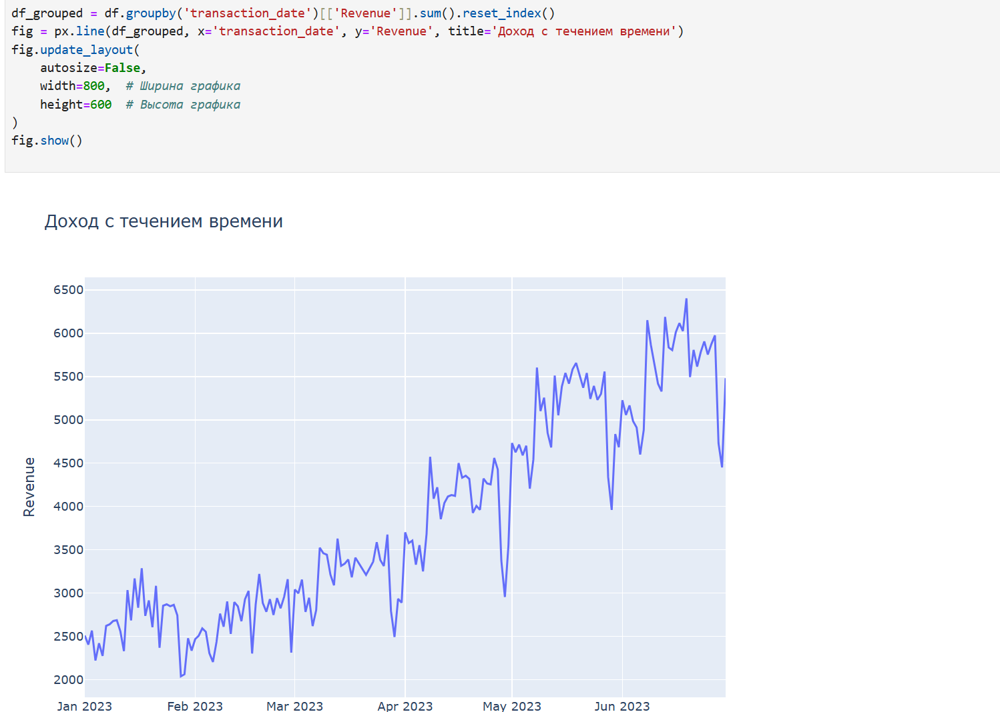 df_grouped = df.groupby('transaction_date')[['Revenue']].sum().reset_index()
fig = px.line(df_grouped, x='transaction_date', y='Revenue', title='Доход с течением времени')
fig.update_layout(
    autosize=False,
    width=800,  # Ширина графика
    height=600  # Высота графика
)
fig.show()
Доход с течением времени
6500
6000
5500
5000
4500
4000
3500
3000
2500
2000
Revenue
Jan 2023 Feb 2023 Mar 2023 Apr 2023 May 2023 Jun 2023